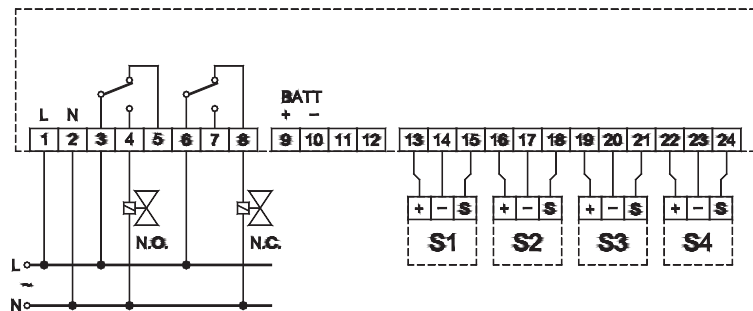 L N BATT
+ −
1 2 3 4 5 6 7 8 9 10 11 12 13 14 15 16 17 18 19 20 21 22 23 24
+ − S + − S + − S + − S
N.O. N.C. S1 S2 S3 S4
L
~
N